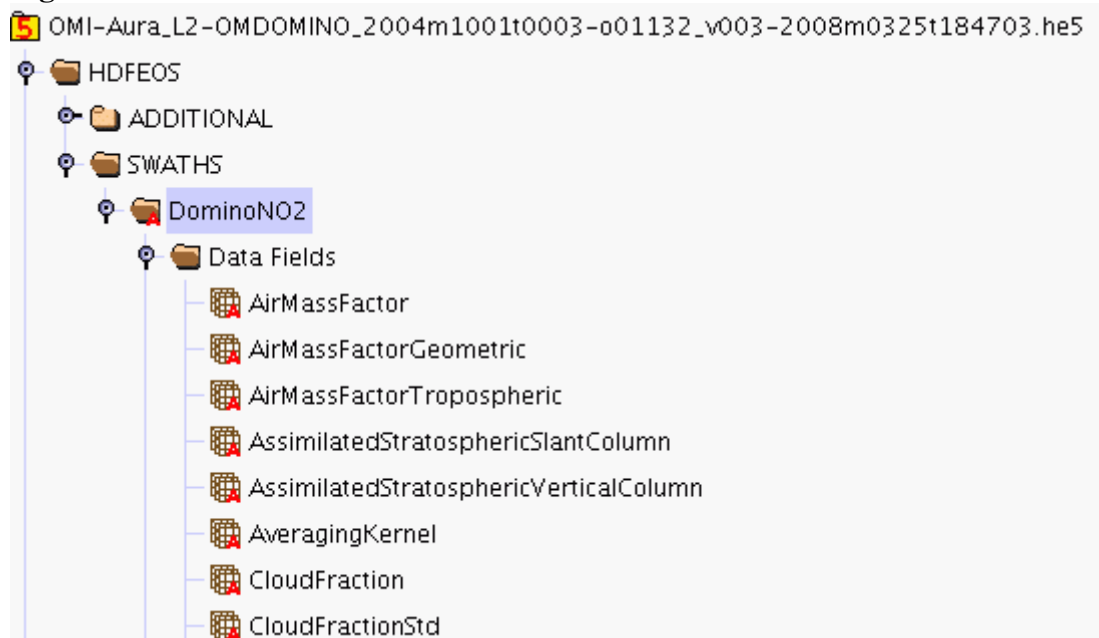 OMI-Aura_L2-OMDOMINO_2004m1001t0003-o01132_v003-2008m0325t184703.he5
HDFEOS
ADDITIONAL
SWATHS
DominoNO2
Data Fields
AirMassFactor
AirMassFactorGeometric
AirMassFactorTropospheric
AssimilatedStratosphericSlantColumn
AssimilatedStratosphericVerticalColumn
AveragingKernel
CloudFraction
CloudFractionStd